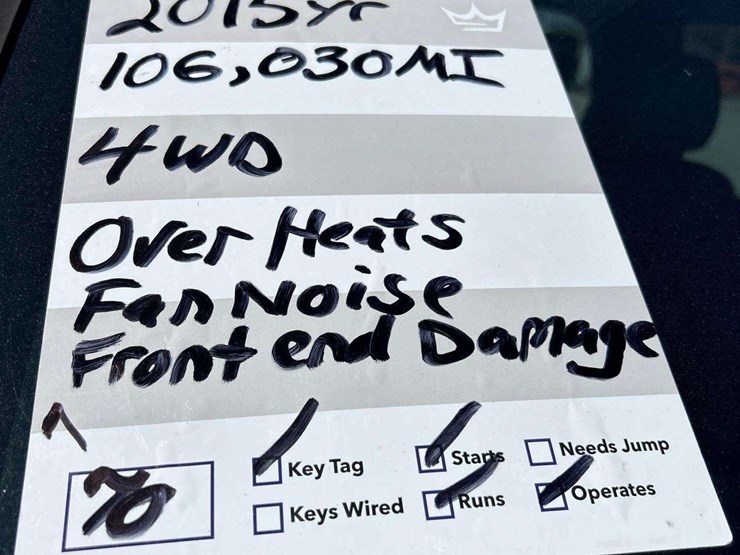 2015yr
106,030MI
4WD
Over Heats
Fan Noise
Front end Damage
Key Tag Starts Needs Jump
Keys Wired Runs Operates